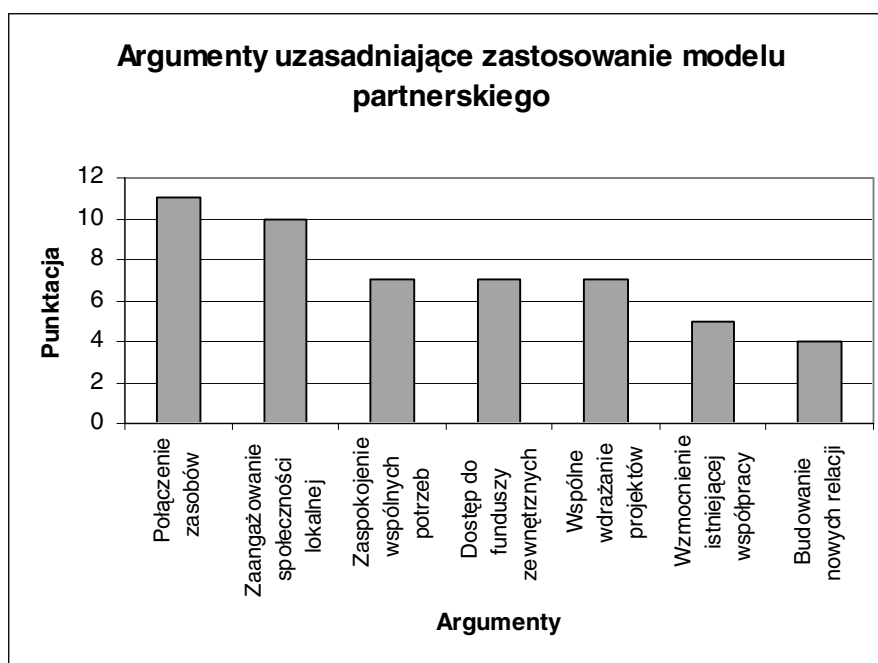 Argumenty uzasadniające zastosowanie modelu
partnerskiego
Punktacja
12
10
8
6
4
2
0
Połączenie
zasobów
Zaangażowanie
społeczności
lokalnej
Zaspokojenie
wspólnych
potrzeb
Dostęp do
funduszy
zewnętrznych
Wspólne
wdrażanie
projektów
Wzmocnienie
istniejącej
współpracy
Budowanie
nowych relacji
Argumenty